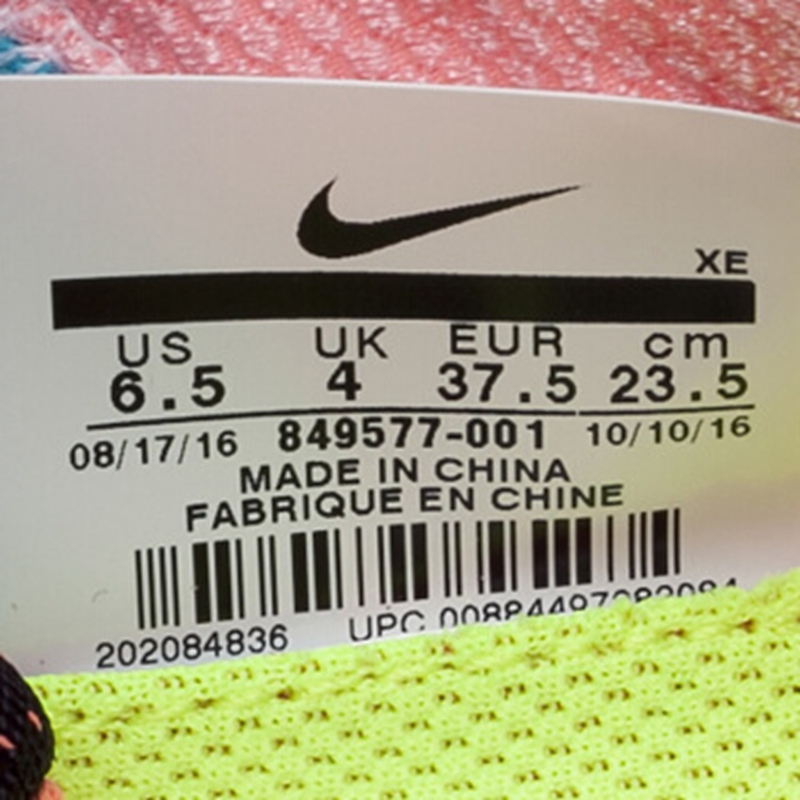 XE
US UK EUR cm
6.5 4 37.5 23.5
08/17/16 849577-001 10/10/16
MADE IN CHINA
FABRIQUE EN CHINE
202084836 UPC